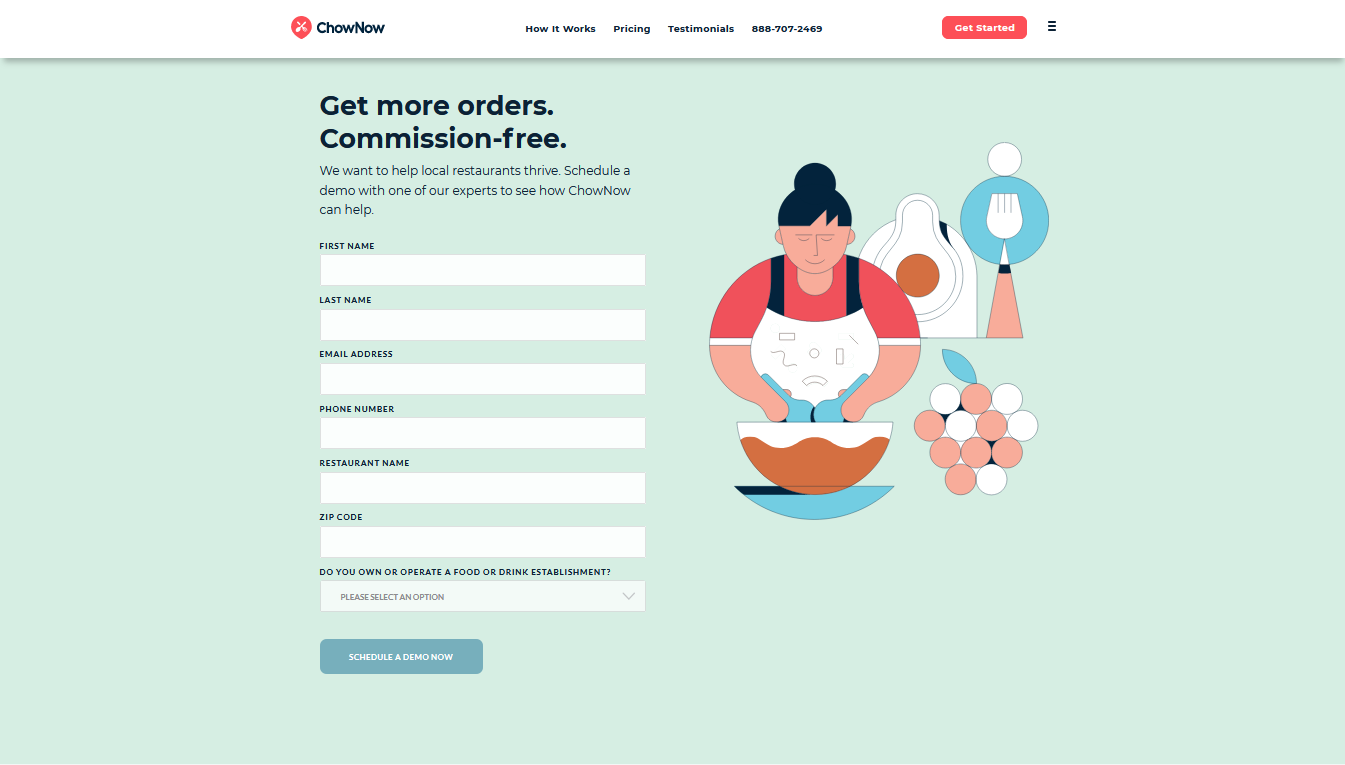 ChowNow
How It Works
Pricing
Testimonials
888-707-2469
Get Started
Get more orders.
Commission-free.
We want to help local restaurants thrive. Schedule a
demo with one of our experts to see how ChowNow
can help.
FIRST NAME
LAST NAME
EMAIL ADDRESS
PHONE NUMBER
RESTAURANT NAME
ZIP CODE
DO YOU OWN OR OPERATE A FOOD OR DRINK ESTABLISHMENT?
PLEASE SELECT AN OPTION
SCHEDULE A DEMO NOW